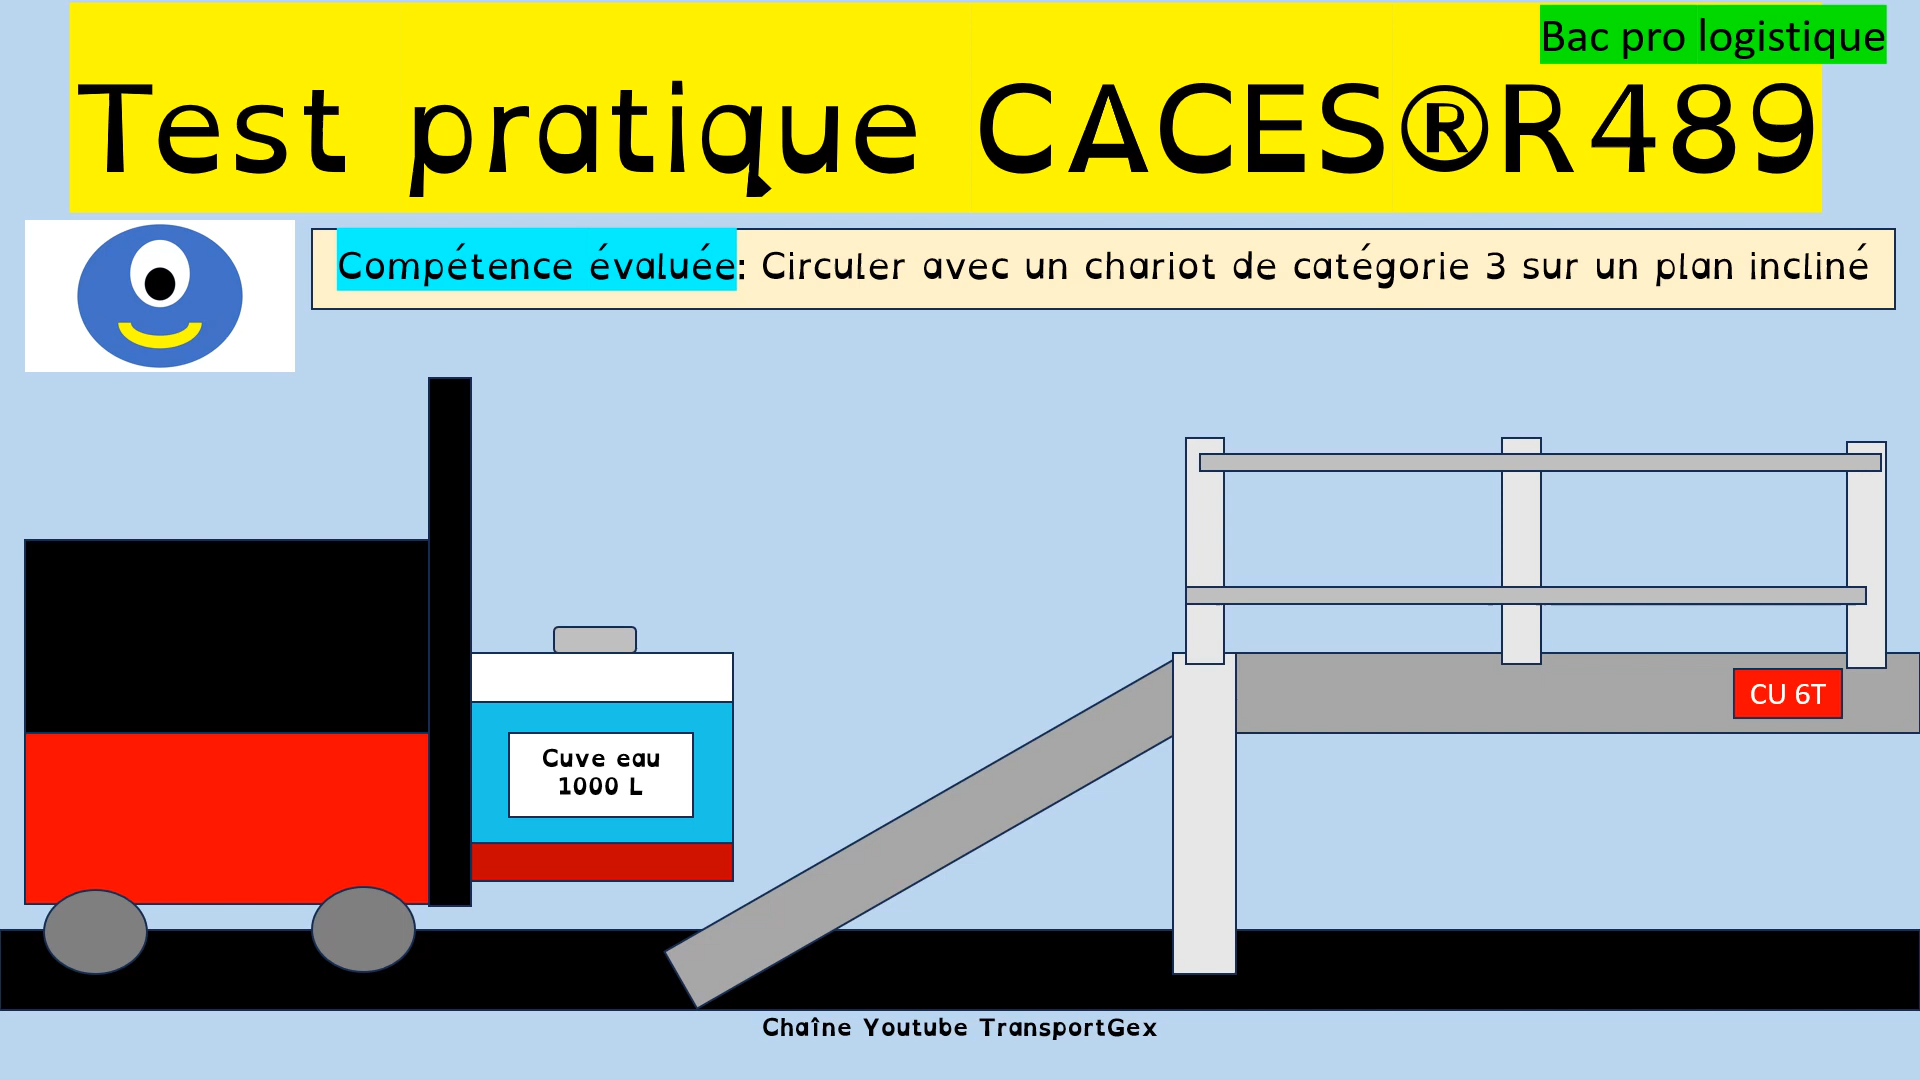 Bac pro logistique
Test pratique CACES®R489
Compétence évaluée: Circuler avec un chariot de catégorie 3 sur un plan incliné
CU 6T
Cuve eau
1000 L
Chaîne Youtube TransportGex